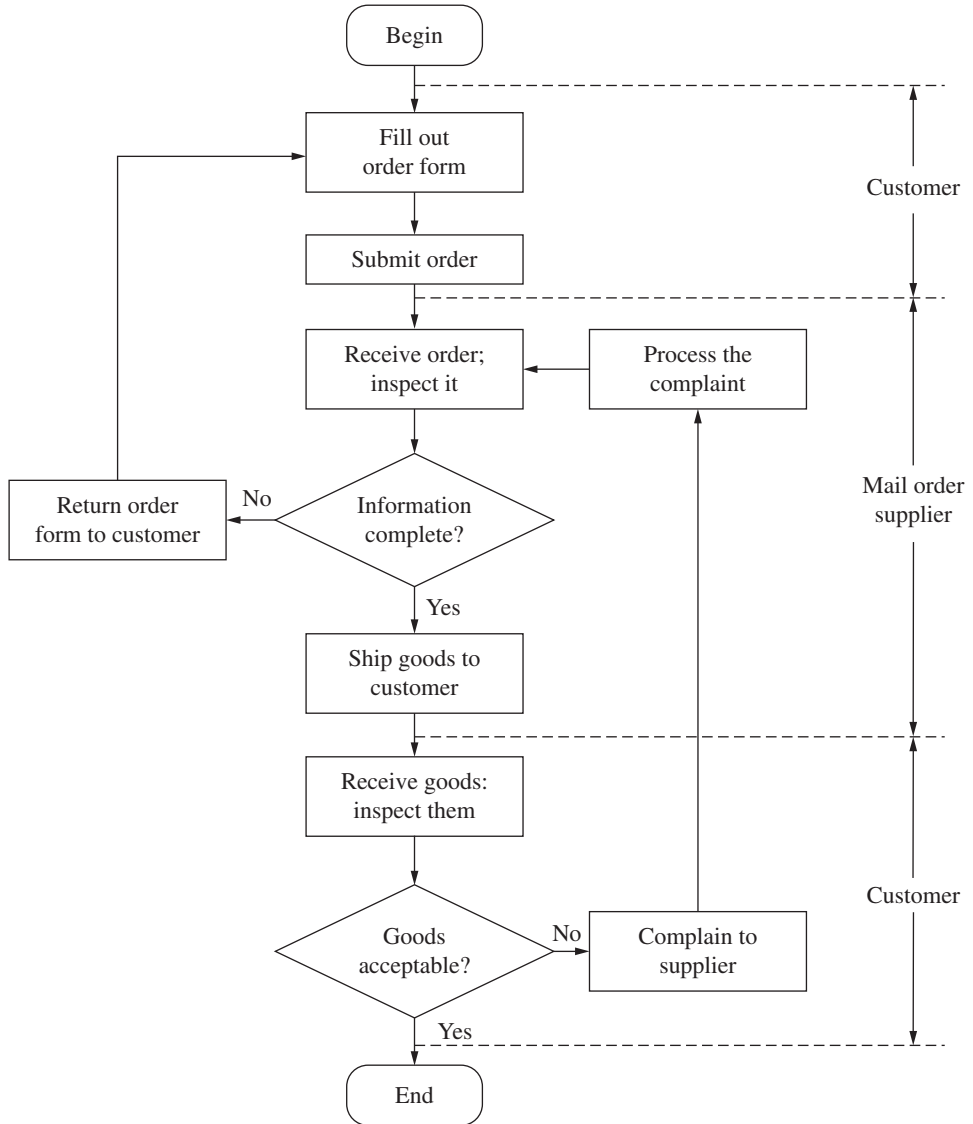 Begin
Fill out
order form
Customer
Submit order
Receive order;
inspect it
Process the
complaint
Return order
form to customer
No
Information
complete?
Mail order
supplier
Yes
Ship goods to
customer
Receive goods:
inspect them
Customer
Goods
acceptable?
No
Complain to
supplier
Yes
End